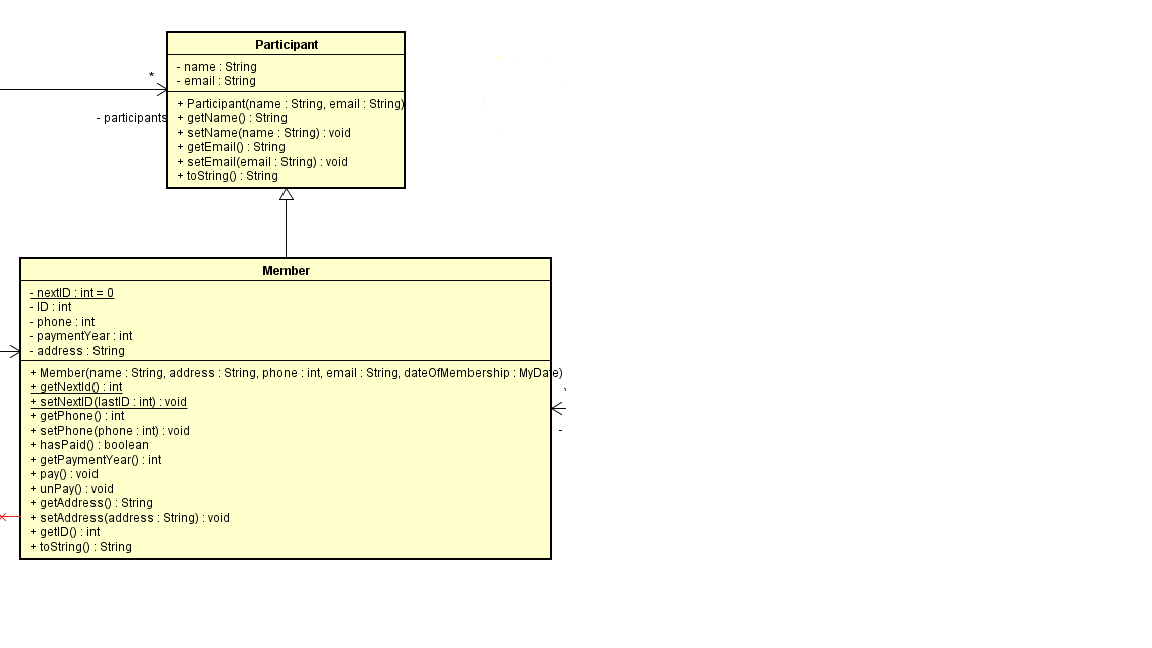 Participant
- name : String
- email : String
*
+ Participant(name : String, email : String)
- participants
+ getName() : String
+ setName(name : String) : void
+ getEmail() : String
+ setEmail(email : String) : void
+ toString() : String
Member
- nextID : int = 0
- ID : int
- phone : int
- paymentYear : int
- address : String
+ Member(name : String, address : String, phone : int, email : String, dateOfMembership : MyDate)
+ getNextId() : int
+ setNextID(lastID : int) : void
+ getPhone() : int
+ setPhone(phone : int) : void
+ hasPaid() : boolean
-
+ getPaymentYear() : int
+ pay() : void
+ unPay() : void
+ getAddress() : String
+ setAddress(address : String) : void
+ getID() : int
+ toString() : String